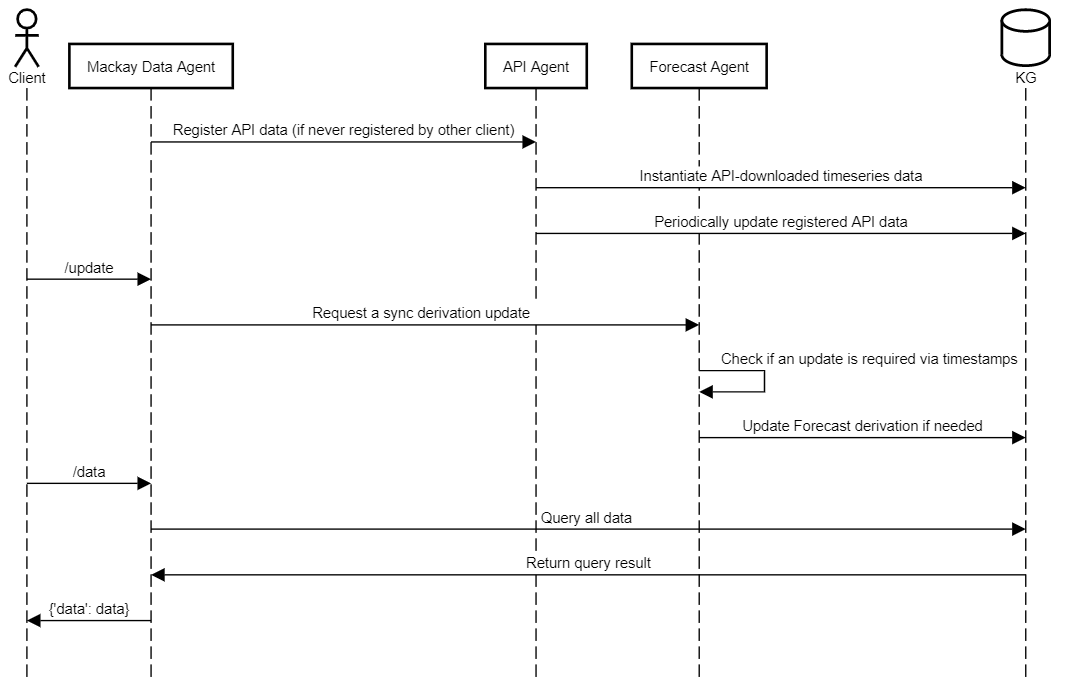 Client
Mackay Data Agent
API Agent
Forecast Agent
KG
Register API data (if never registered by other client)
Instantiate API-downloaded timeseries data
Periodically update registered API data
/update
Request a sync derivation update
Check if an update is required via timestamps
Update Forecast derivation if needed
/data
Query all data
Return query result
{'data': data}